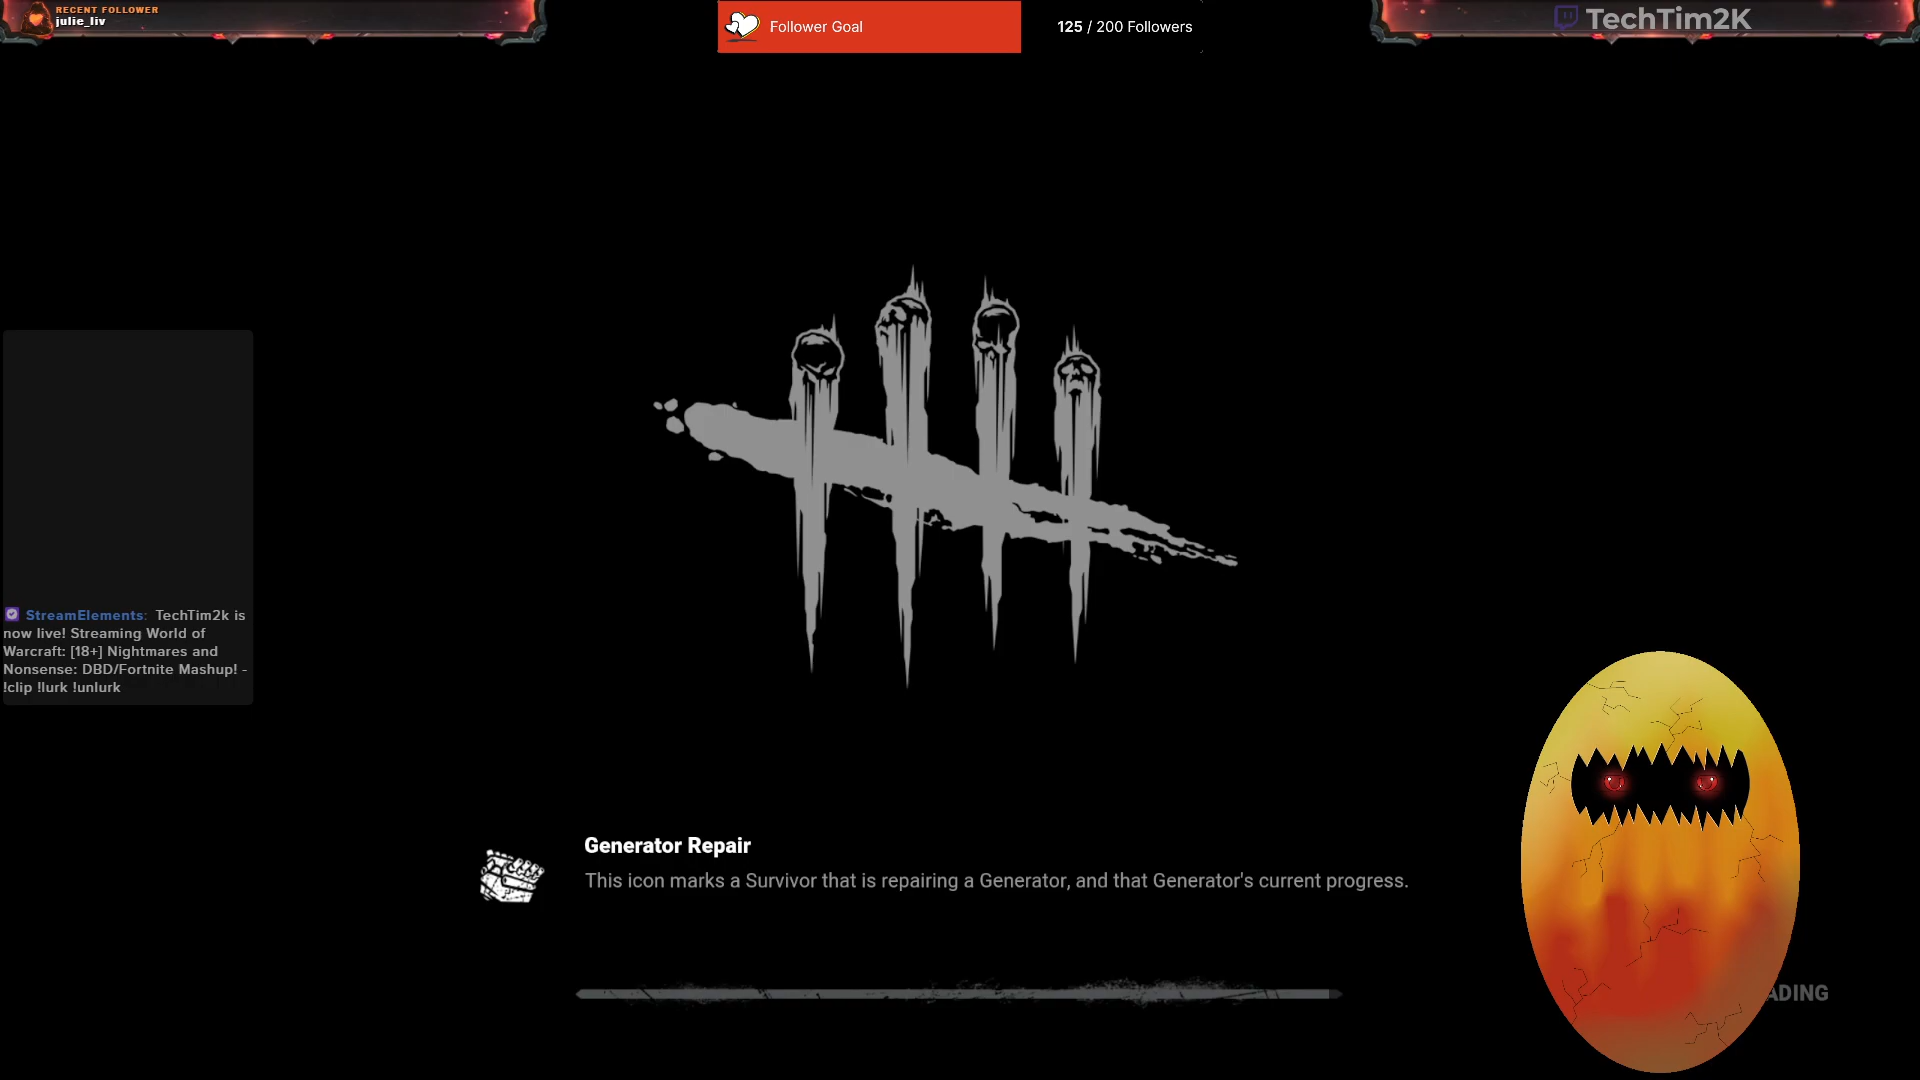 RECENT FOLLOWER
julie_liv
Follower Goal
125 / 200 Followers
TechTim2K
StreamElements: TechTim2k is
now live! Streaming World of
Warcraft: [18+] Nightmares and
Nonsense: DBD/Fortnite Mashup! -
!clip !lurk !unlurk
Generator Repair
This icon marks a Survivor that is repairing a Generator, and that Generator's current progress.
ADING